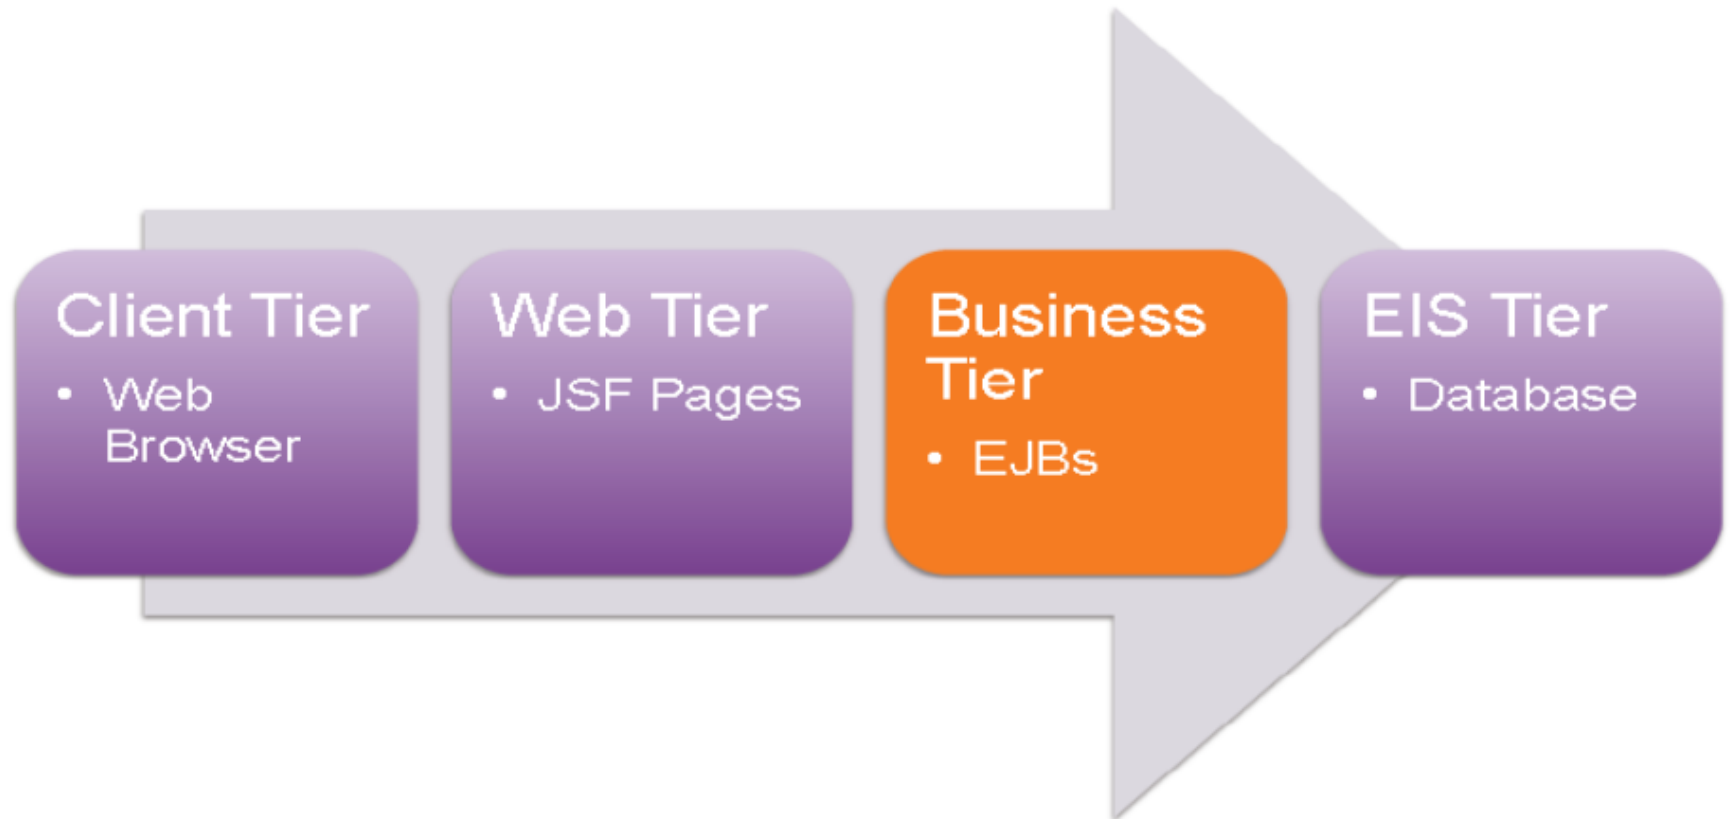 Client Tier
• Web
Browser
Web Tier
• JSF Pages
Business
Tier
• EJBs
EIS Tier
• Database